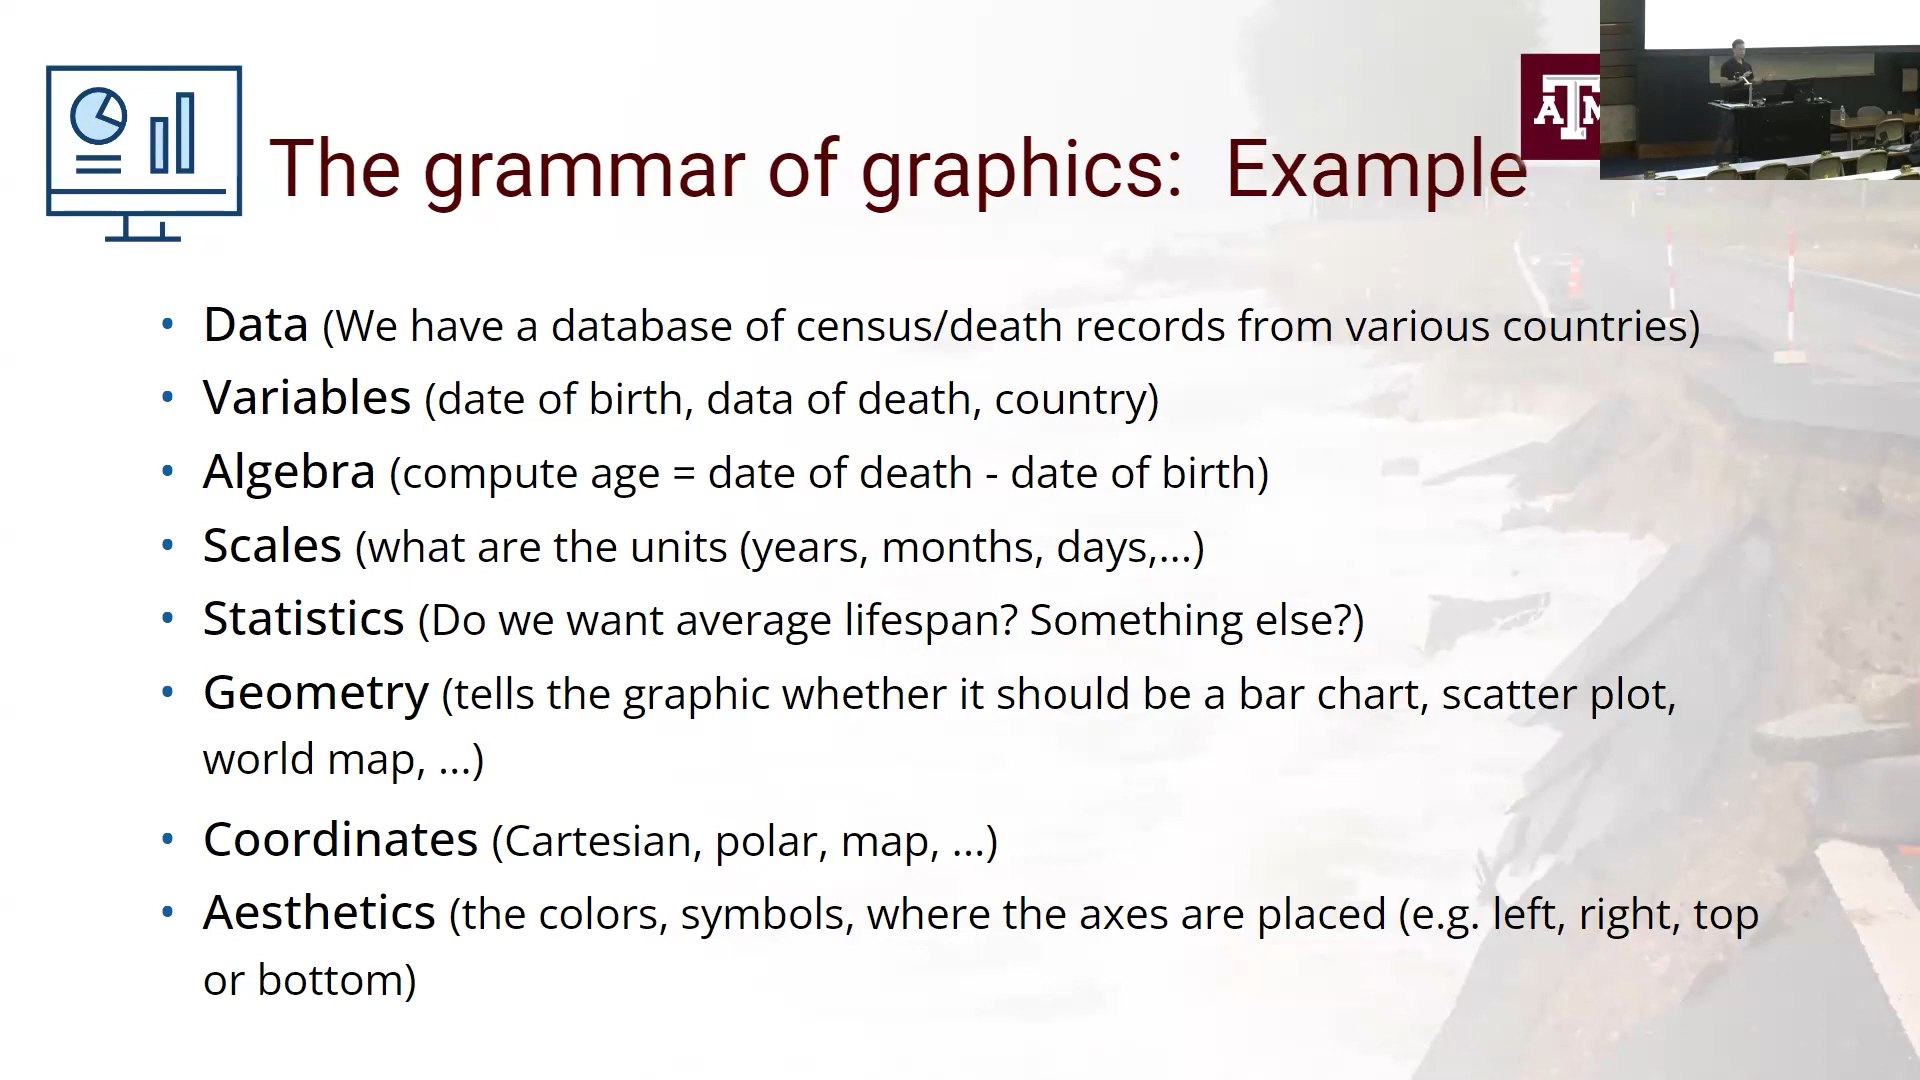 The grammar of graphics: Example
ATM
• Data (We have a database of census/death records from various countries)
• Variables (date of birth, data of death, country)
• Algebra (compute age = date of death - date of birth)
• Scales (what are the units (years, months, days,...)
• Statistics (Do we want average lifespan? Something else?)
• Geometry (tells the graphic whether it should be a bar chart, scatter plot,
world map, ...)
• Coordinates (Cartesian, polar, map, ...)
• Aesthetics (the colors, symbols, where the axes are placed (e.g. left, right, top
or bottom)